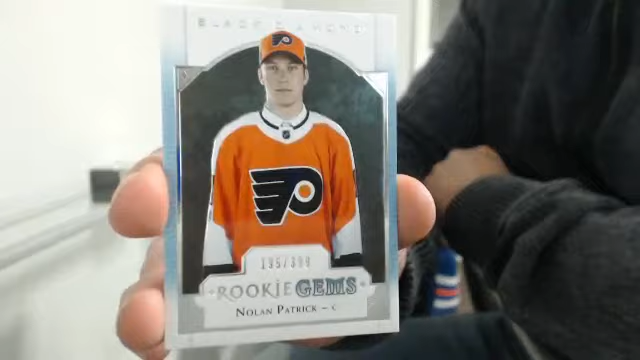 BLACK DIAMOND
195/399
ROOKIE GEMS
NOLAN PATRICK – C